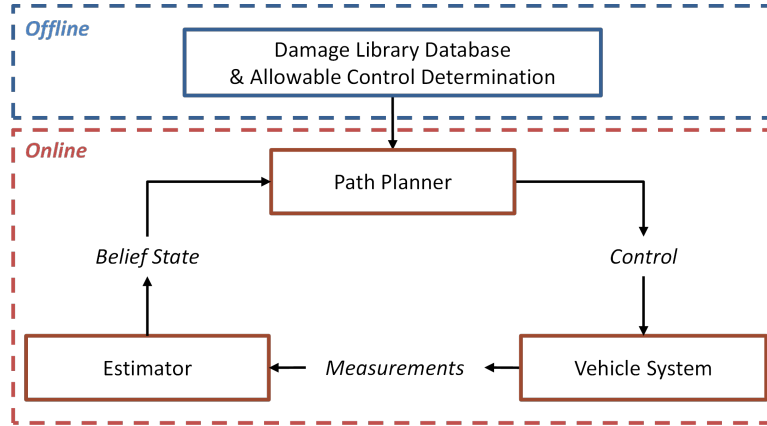 Offline
Damage Library Database
& Allowable Control Determination
Online
Path Planner
Belief State
Control
Estimator
Measurements
Vehicle System